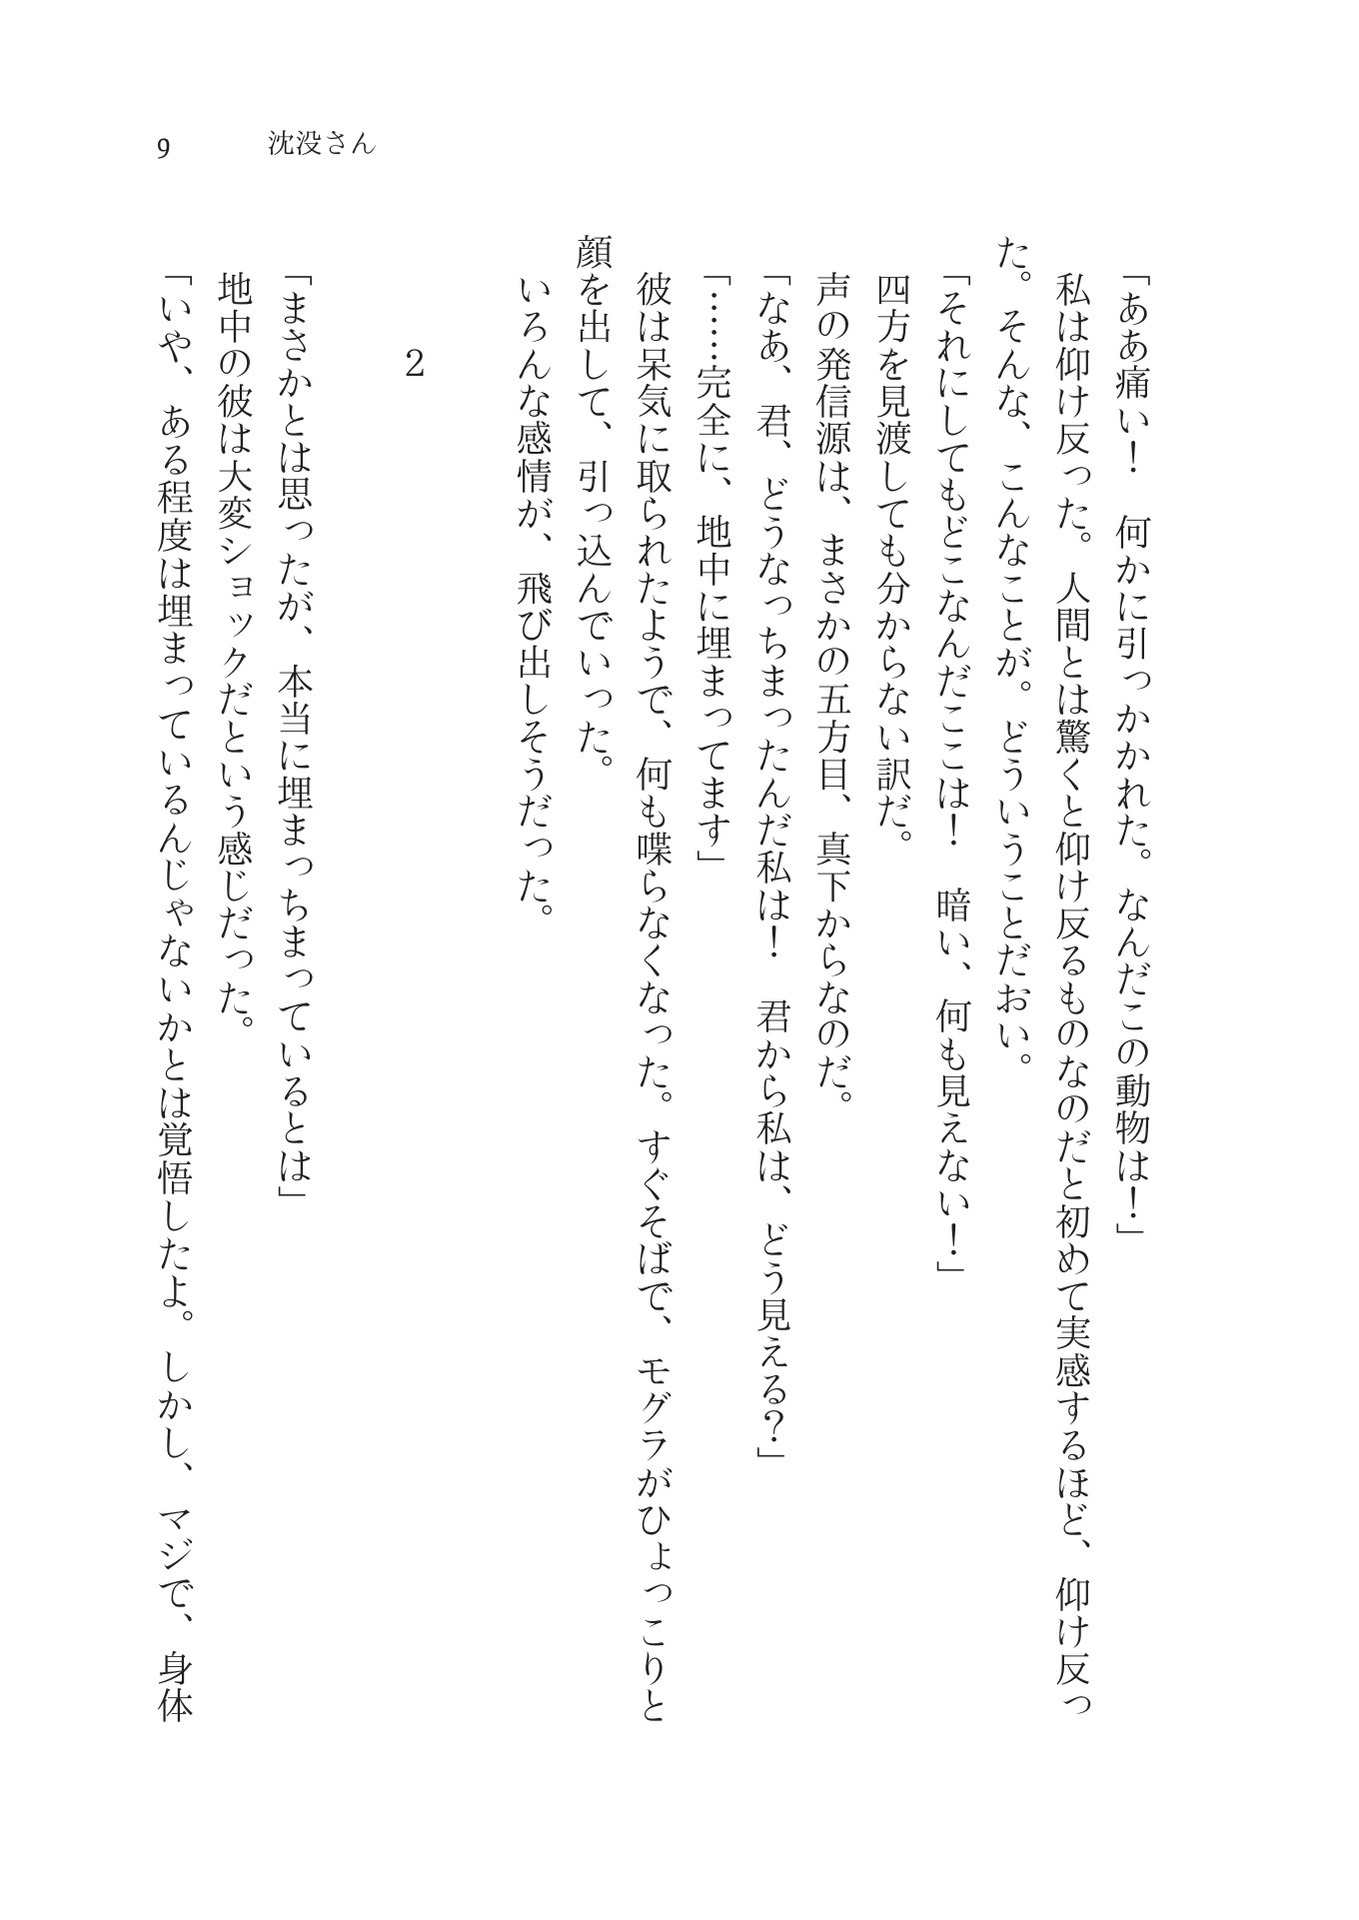 9 沈没さん
「ああ痛い！　何かに引っかかれた。なんだこの動物は！」
私は仰け反った。人間とは驚くと仰け反るものなのだと初めて実感するほど、仰け反っ
た。そんな、こんなことが。どういうことだおい。
「それにしてもどこなんだここは！　暗い、何も見えない！」
四方を見渡しても分からない訳だ。
声の発信源は、まさかの五方目、真下からなのだ。
「なあ、君、どうなっちまったんだ私は！　君から私は、どう見える？」
「……完全に、地中に埋まってます」
彼は呆気に取られたようで、何も喋らなくなった。すぐそばで、モグラがひょっこりと
顔を出して、引っ込んでいった。
いろんな感情が、飛び出しそうだった。
2
「まさかとは思ったが、本当に埋まっちまっているとは」
地中の彼は大変ショックだという感じだった。
「いや、ある程度は埋まっているんじゃないかとは覚悟したよ。しかし、マジで、身体